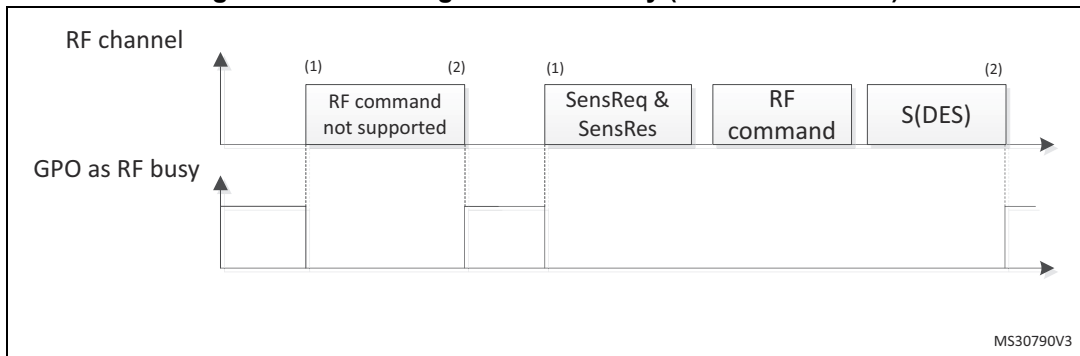 RF channel
(1)
(2)
(1)
(2)
RF command
not supported
SensReq &
SensRes
RF
command
S(DES)
GPO as RF busy
MS30790V3